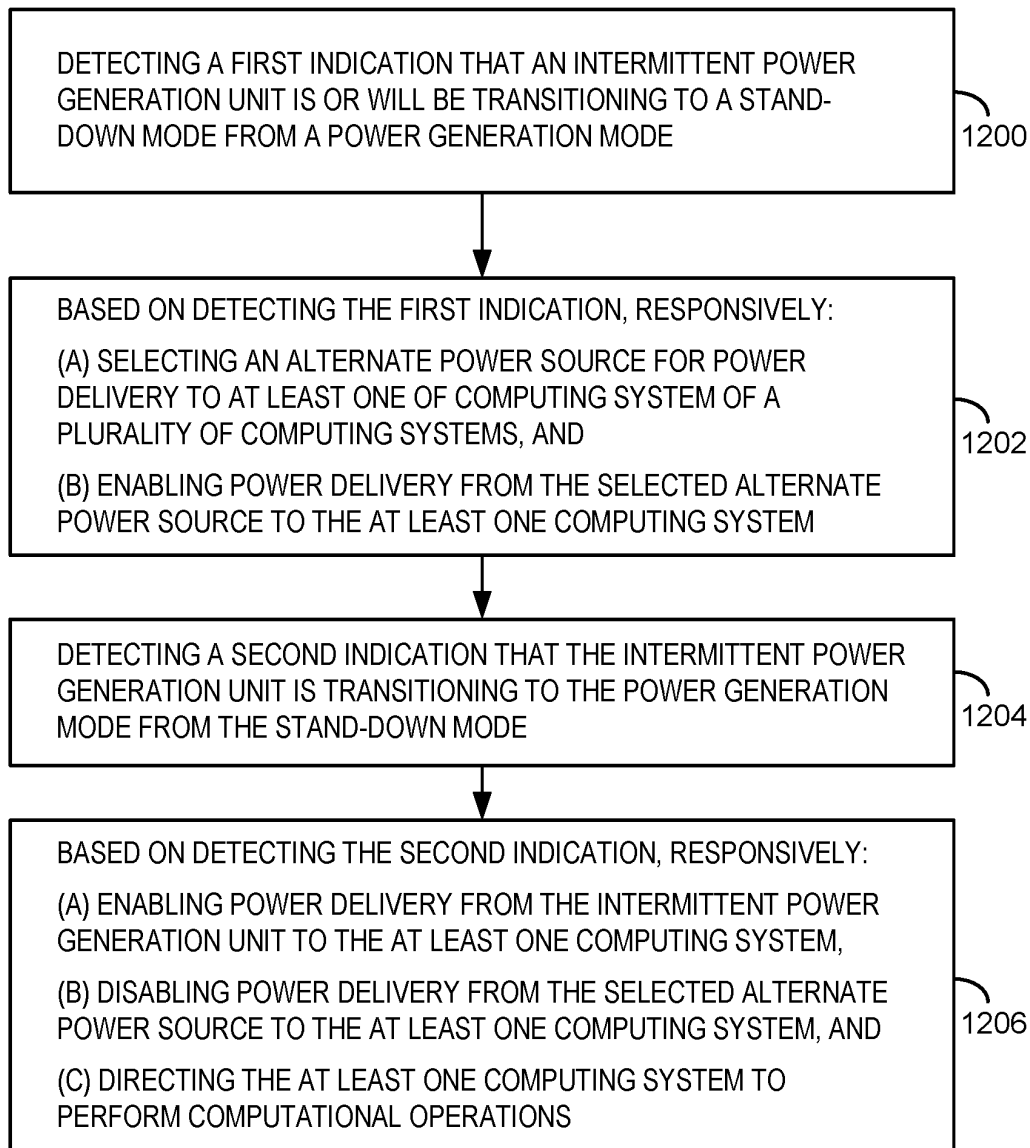 DETECTING A FIRST INDICATION THAT AN INTERMITTENT POWER
GENERATION UNIT IS OR WILL BE TRANSITIONING TO A STAND-
DOWN MODE FROM A POWER GENERATION MODE
1200
BASED ON DETECTING THE FIRST INDICATION, RESPONSIVELY:
(A) SELECTING AN ALTERNATE POWER SOURCE FOR POWER
DELIVERY TO AT LEAST ONE OF COMPUTING SYSTEM OF A
PLURALITY OF COMPUTING SYSTEMS, AND
(B) ENABLING POWER DELIVERY FROM THE SELECTED ALTERNATE
POWER SOURCE TO THE AT LEAST ONE COMPUTING SYSTEM
1202
DETECTING A SECOND INDICATION THAT THE INTERMITTENT POWER
GENERATION UNIT IS TRANSITIONING TO THE POWER GENERATION
MODE FROM THE STAND-DOWN MODE
1204
BASED ON DETECTING THE SECOND INDICATION, RESPONSIVELY:
(A) ENABLING POWER DELIVERY FROM THE INTERMITTENT POWER
GENERATION UNIT TO THE AT LEAST ONE COMPUTING SYSTEM,
(B) DISABLING POWER DELIVERY FROM THE SELECTED ALTERNATE
POWER SOURCE TO THE AT LEAST ONE COMPUTING SYSTEM, AND
(C) DIRECTING THE AT LEAST ONE COMPUTING SYSTEM TO
PERFORM COMPUTATIONAL OPERATIONS
1206